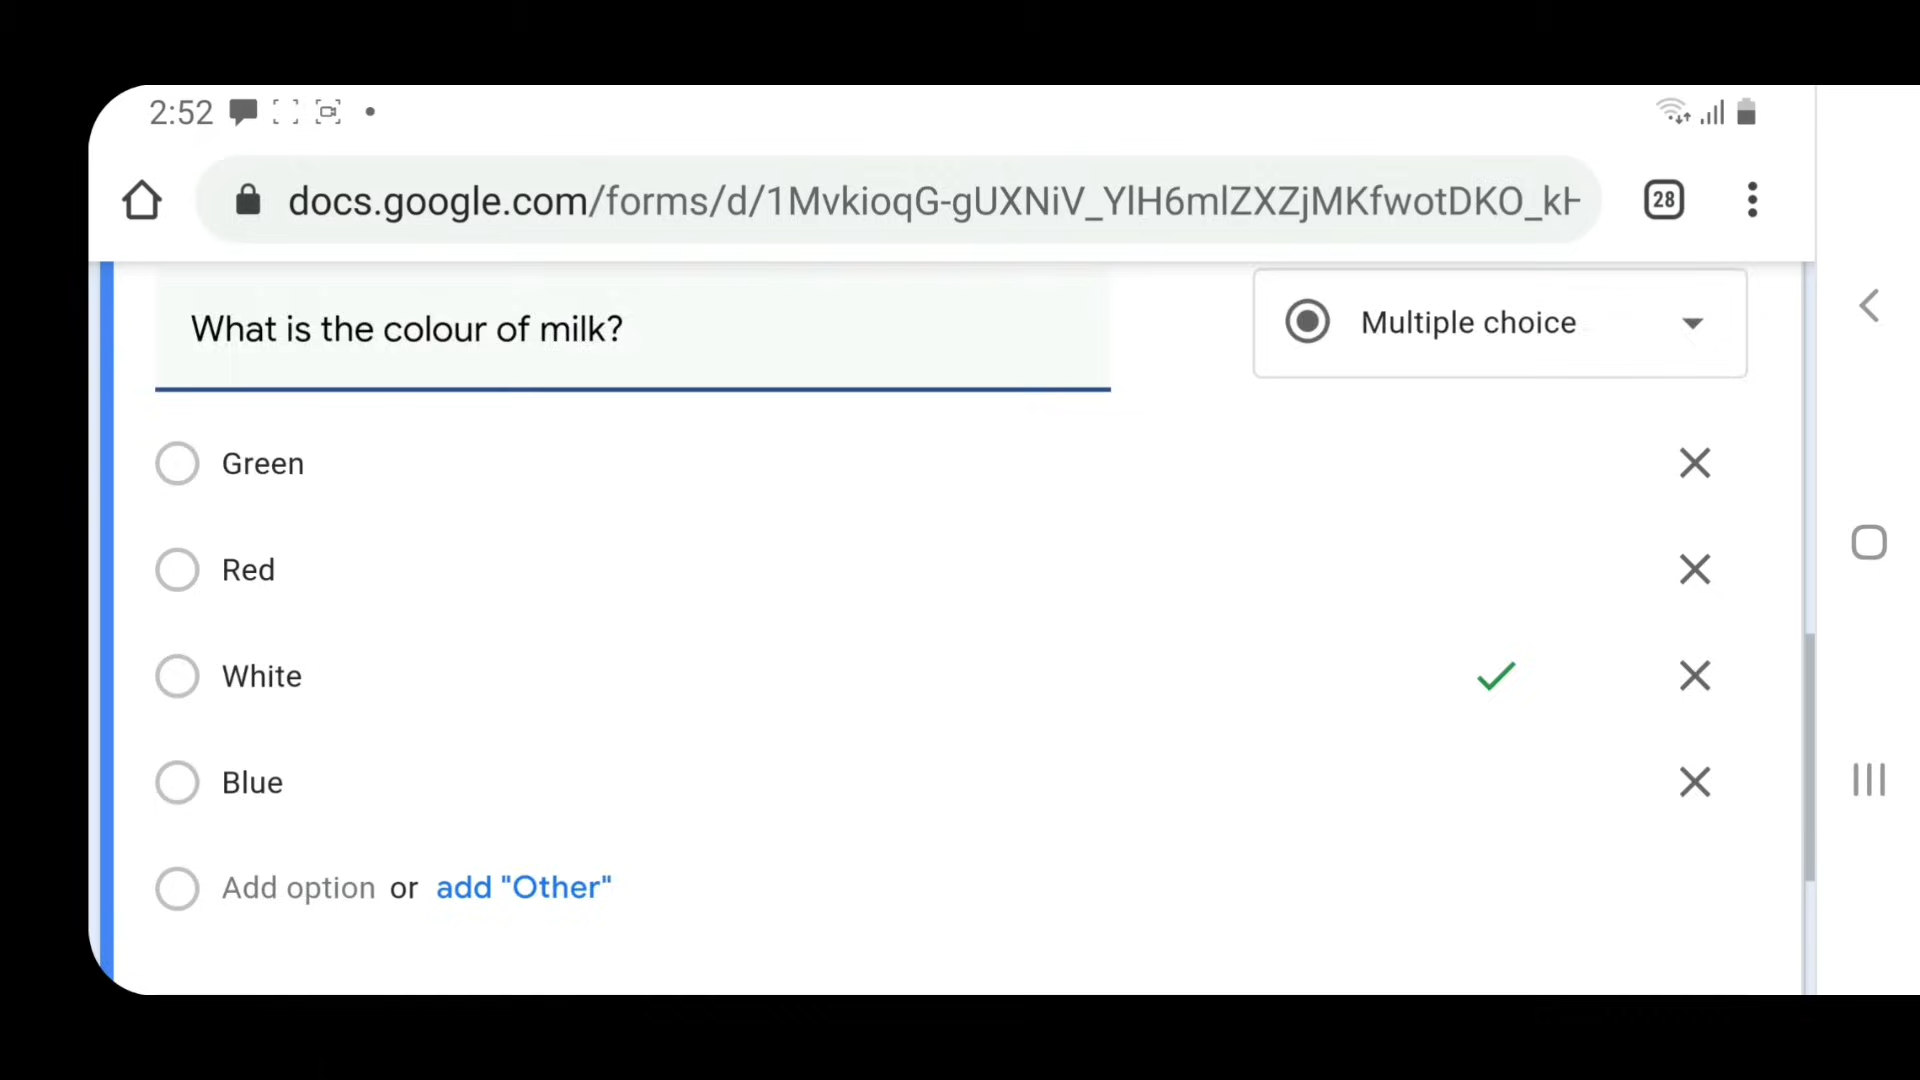 2:52
docs.google.com/forms/d/1MvkioqG-gUXNiV_YlH6mlZXZjMKfwotDKO_kH
28
What is the colour of milk?
Multiple choice
Green
Red
White
Blue
Add option or add "Other"